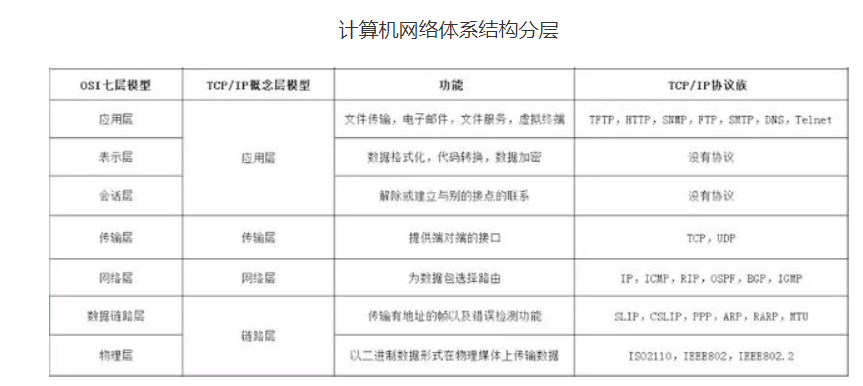 计算机网络体系结构分层
OSI七层模型 TCP/IP概念层模型 功能 TCP/IP协议族
应用层 文件传输，电子邮件，文件服务，虚拟终端 TFTP，HTTP，SNMP，FTP，SMTP，DNS，Telnet
表示层 应用层 数据格式化，代码转换，数据加密 没有协议
会话层 解除或建立与别的接点的联系 没有协议
传输层 传输层 提供端对端的接口 TCP，UDP
网络层 网络层 为数据包选择路由 IP，ICMP，RIP，OSPF，BGP，IGMP
数据链路层 传输有地址的帧以及错误检测功能 SLIP，CSLIP，PPP，ARP，RARP，MTU
链路层
物理层 以二进制数据形式在物理媒体上传输数据 ISO2110，IEEE802，IEEE802.2